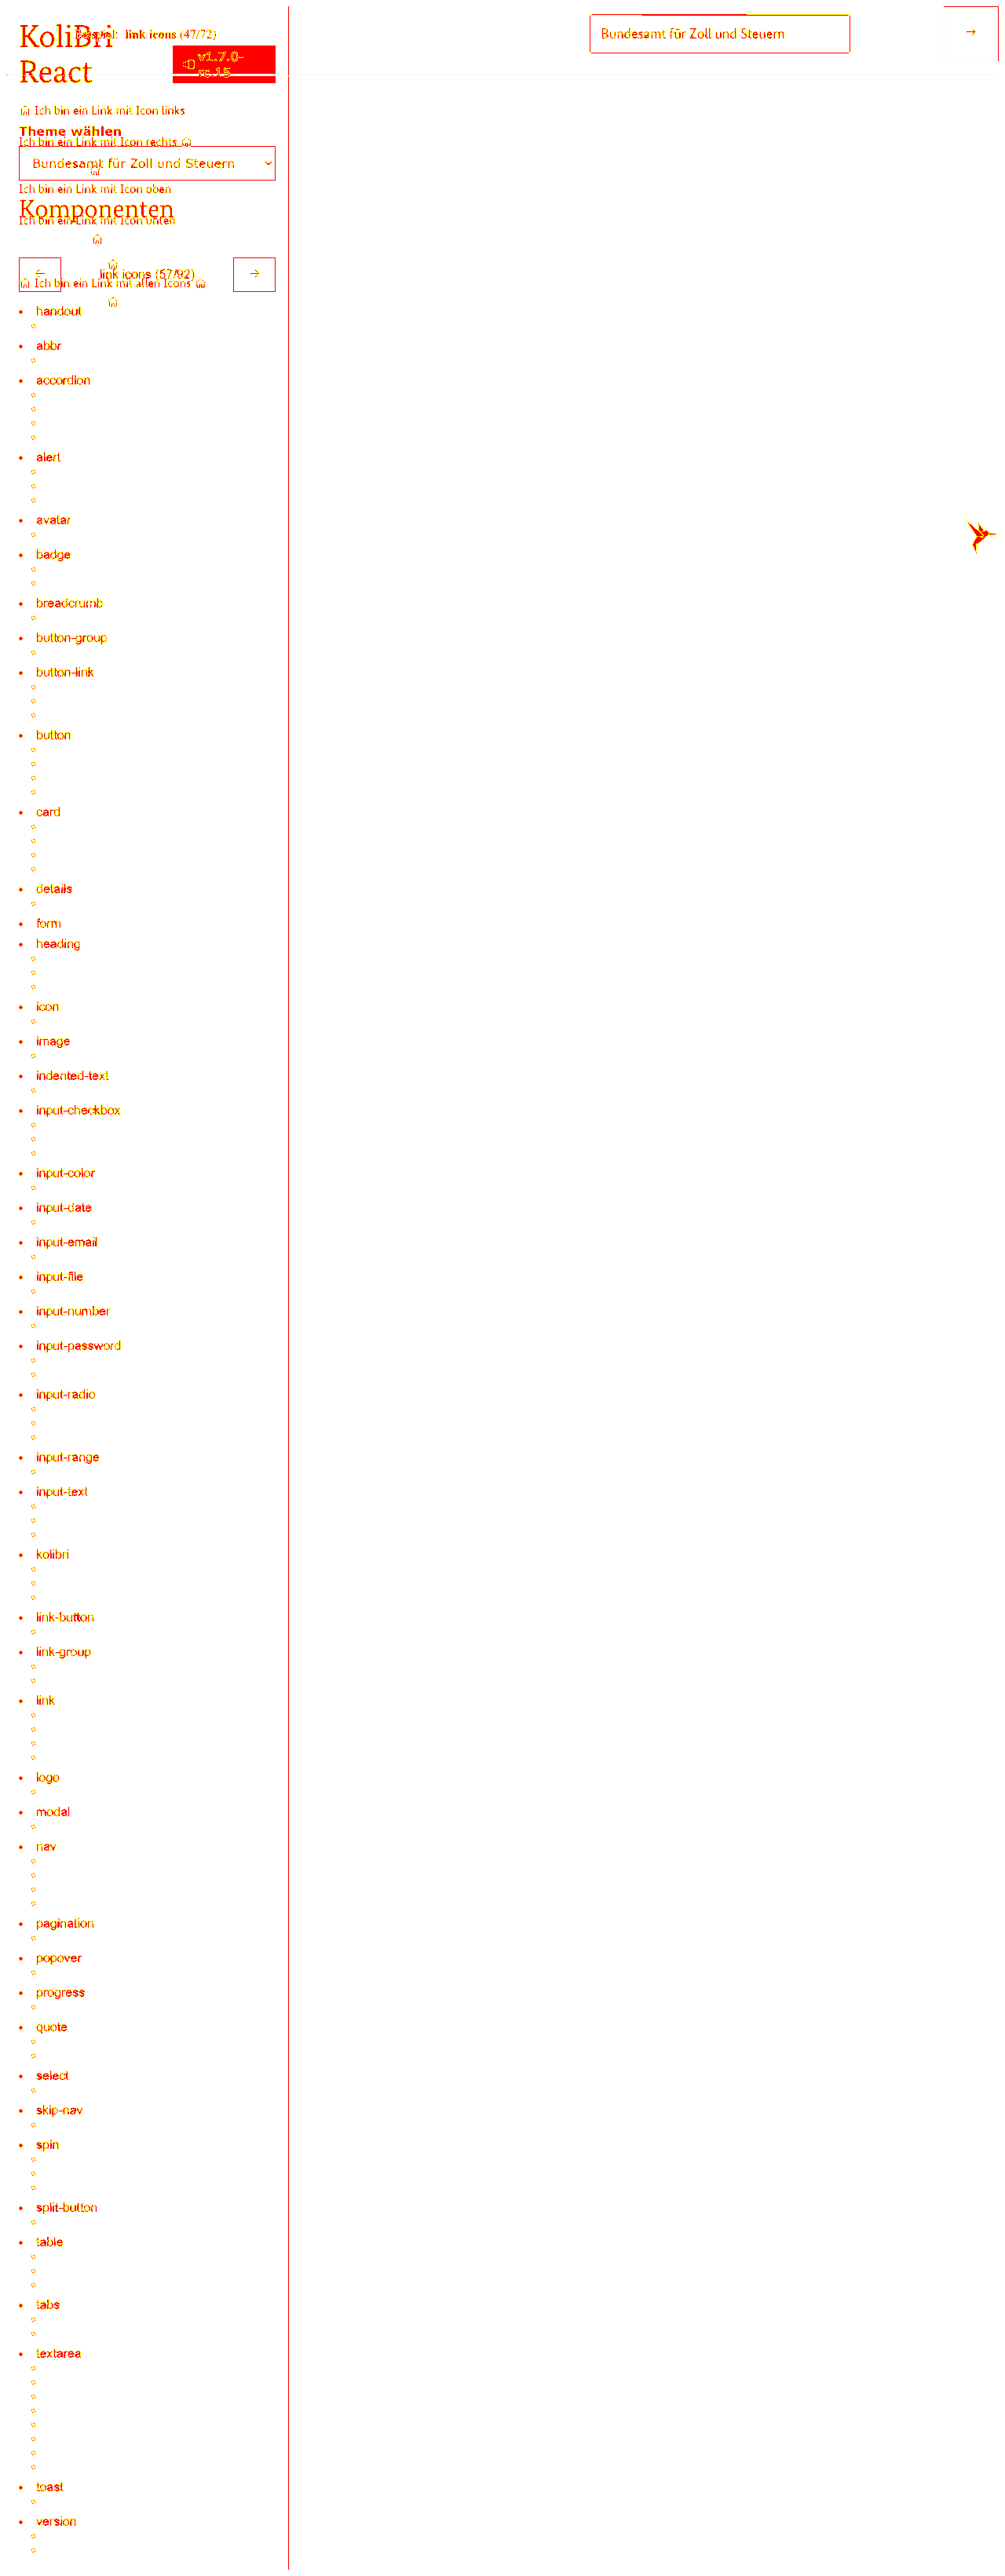 KoliBri
Beispiel: link icons (47/72)
Bundesamt für Zoll und Steuern
→
React
v1.7.0-
rc.15
Ich bin ein Link mit Icon links
Theme wählen
Ich bin ein Link mit Icon rechts
Bundesamt für Zoll und Steuern
Ich bin ein Link mit Icon oben
Komponenten
Ich bin ein Link mit Icon unten
← link icons (67/92) →
Ich bin ein Link mit allen Icons
handout
abbr
accordion
alert
avatar
badge
breadcrumb
button-group
button-link
button
card
details
form
heading
icon
image
indented-text
input-checkbox
input-color
input-date
input-email
input-file
input-number
input-password
input-radio
input-range
input-text
kolibri
link-button
link-group
link
logo
modal
nav
pagination
popover
progress
quote
select
skip-nav
spin
split-button
table
tabs
textarea
toast
version